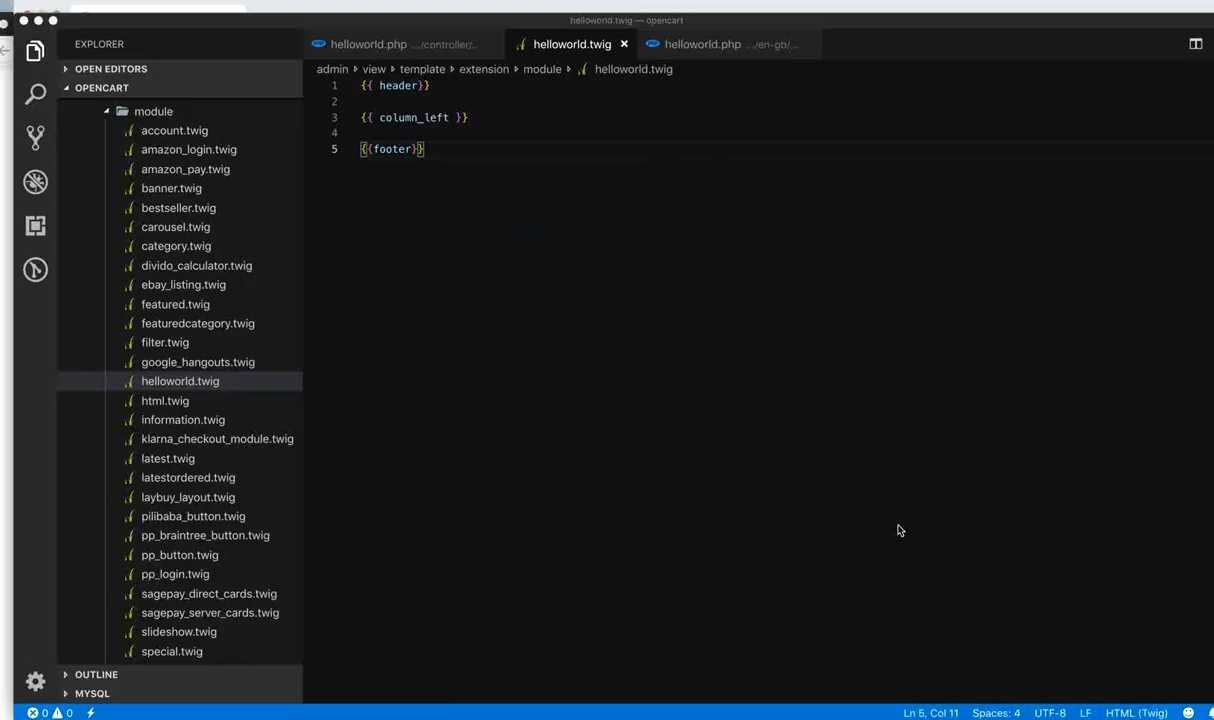 helloworld.twig — opencart
EXPLORER
helloworld.php .../controller/..
helloworld.twig
helloworld.php .../en-gb/...
OPEN EDITORS
admin view template extension module helloworld.twig
OPENCART
1 {{ header}}
2
3 {{ column_left }}
4
5 {{footer}}
module
account.twig
amazon_login.twig
amazon_pay.twig
banner.twig
bestseller.twig
carousel.twig
category.twig
divido_calculator.twig
ebay_listing.twig
featured.twig
featuredcategory.twig
filter.twig
google_hangouts.twig
helloworld.twig
html.twig
information.twig
klarna_checkout_module.twig
latest.twig
latestordered.twig
laybuy_layout.twig
pilibaba_button.twig
pp_braintree_button.twig
pp_button.twig
pp_login.twig
sagepay_direct_cards.twig
sagepay_server_cards.twig
slideshow.twig
special.twig
OUTLINE
MYSQL
0 0
Ln 5, Col 11 Spaces: 4 UTF-8 LF HTML (Twig)